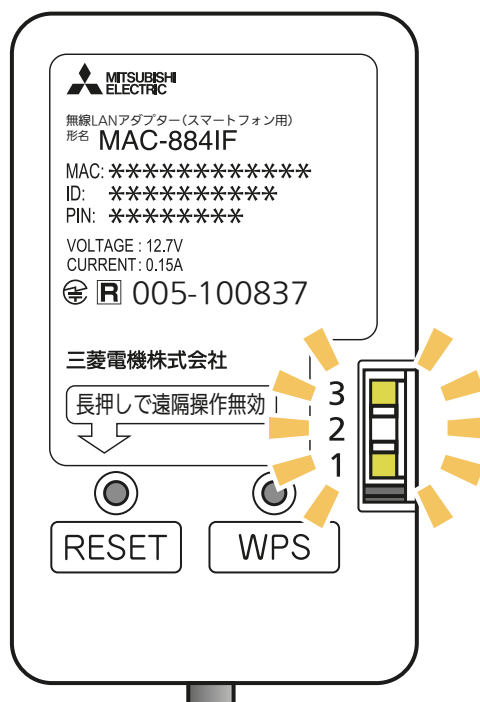 MITSUBISHI
ELECTRIC
無線LANアダプター(スマートフォン用)
形名 MAC-884IF
MAC: ************
ID: **********
PIN: ********
VOLTAGE : 12.7V
CURRENT : 0.15A
R 005-100837
三菱電機株式会社
長押しで遠隔操作無効
3
2
1
RESET
WPS